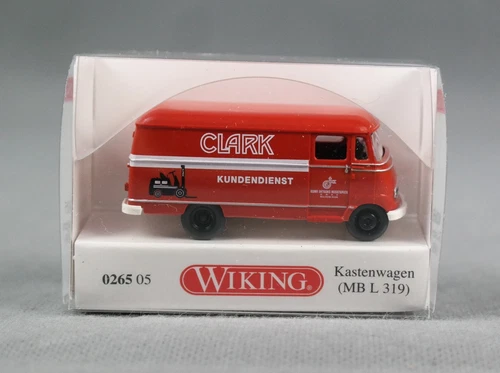 CLARK
KUNDENDIENST
0265 05
WIKING
Kastenwagen
(MB L 319)